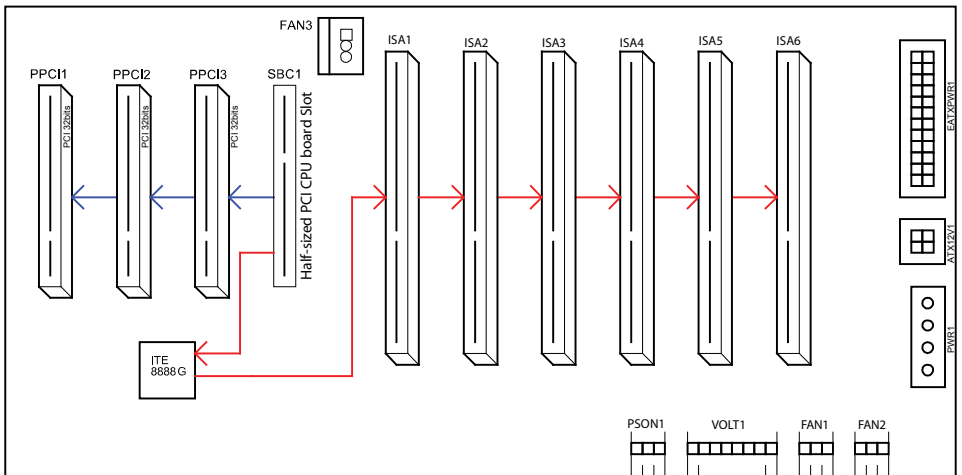 FAN3
ISA1
ISA2
ISA3
ISA4
ISA5
ISA6
PPCI1
PPCI2
PPCI3
SBC1
PCI 32bits
PCI 32bits
PCI 32bits
Half-sized PCI CPU board Slot
EATXPWR1
ATX12V1
PWR1
ITE
8888G
PSON1
VOLT1
FAN1
FAN2